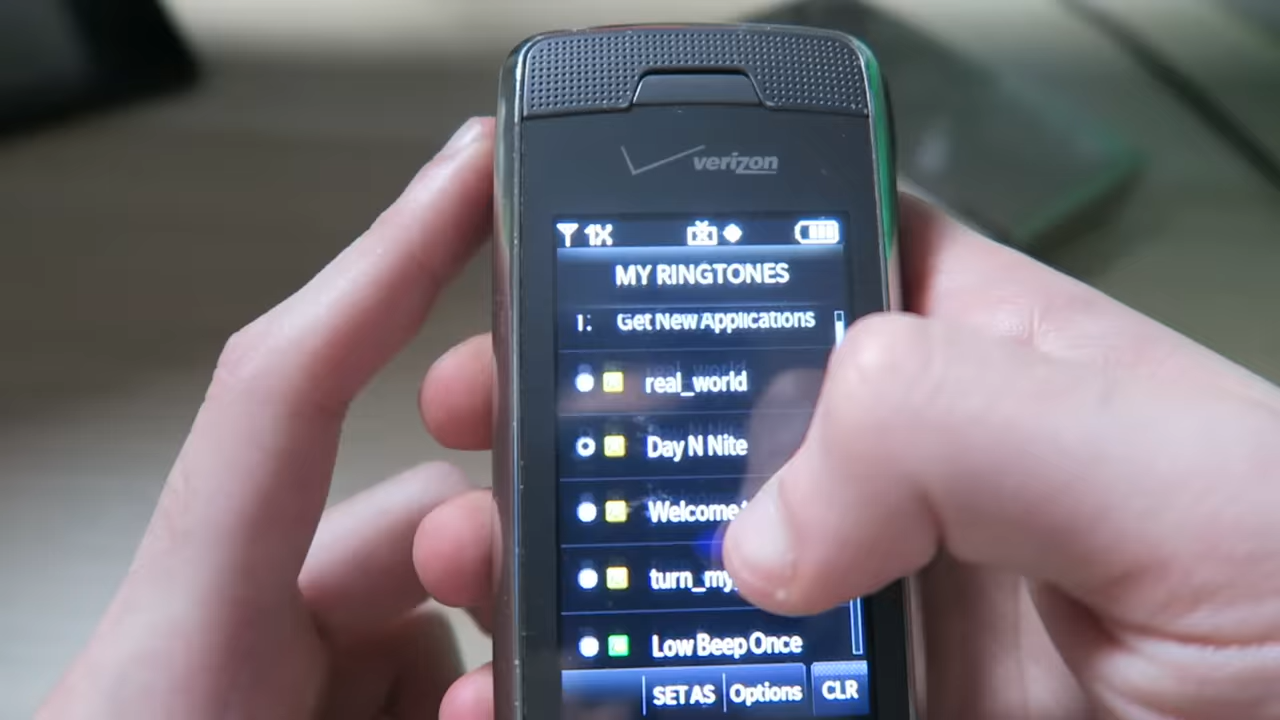 verizon
1X
MY RINGTONES
1: Get New Applications
real_world
Day N Nite
Welcome
turn_my
Low Beep Once
SET AS Options CLR